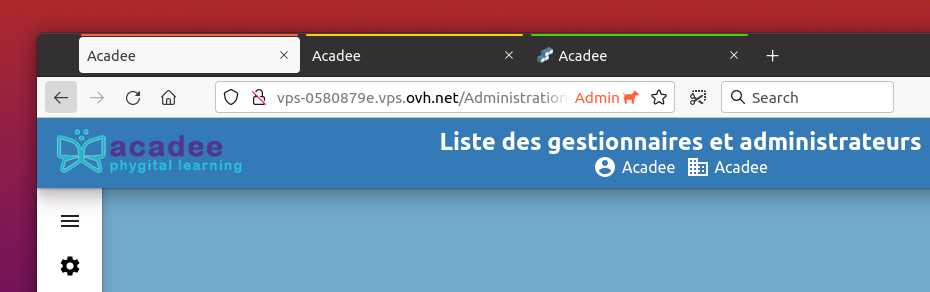 Acadee Acadee Acadee
vps-0580879e.vps.ovh.net/Administration Admin Search
acadee
phygital learning
Liste des gestionnaires et administrateurs
Acadee Acadee